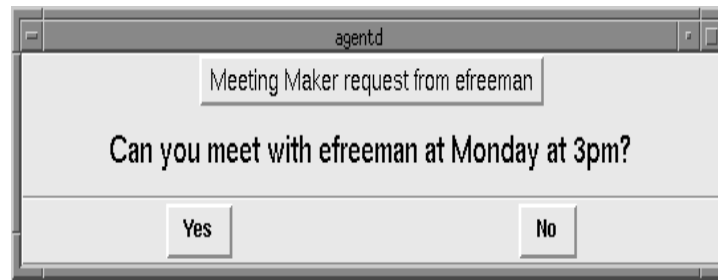 agentd
Meeting Maker request from efreeman
Can you meet with efreeman at Monday at 3pm?
Yes No